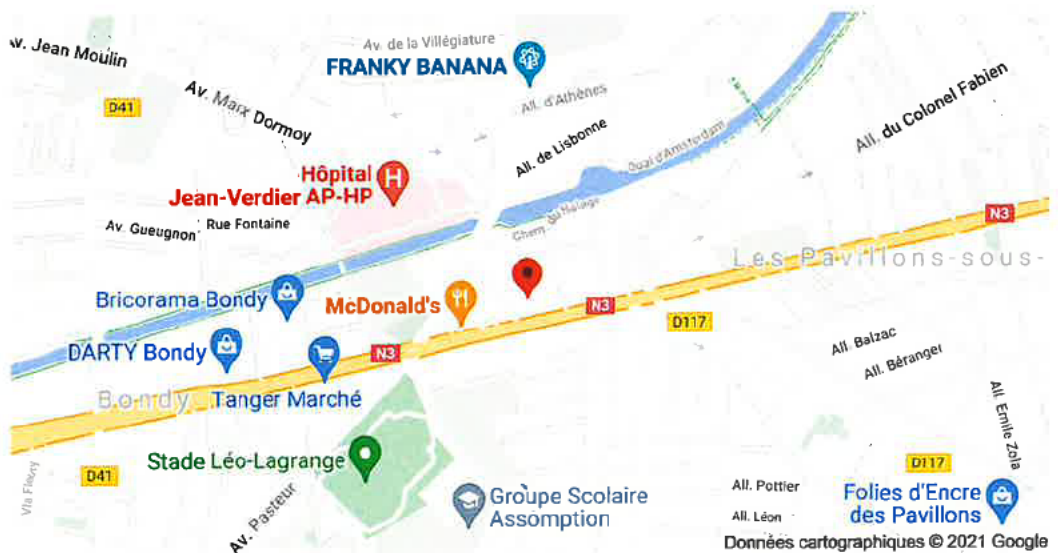 Av. Jean Moulin
Av. de la Villégiature
FRANKY BANANA
D41
Av. Marx
Dormoy
All. d'Athènes
All. de Lisbonne
Quai d'Amsterdam
All. du Colonel Fabien
Hôpital
Jean-Verdier AP-HP
Av. Gueugnon
Rue Fontaine
Chem. du Halage
N3
Les Pavillons-sous-
Bricorama Bondy
McDonald's
N3
D117
DARTY Bondy
N3
All. Balzac
All. Béranger
Bondy
Tanger Marché
All. Emile Zola
Stade Léo-Lagrange
D41
D117
Via Fleury
Av. Pasteur
Groupe Scolaire
Assomption
All. Pottier
All. Léon
Folies d'Encre
des Pavillons
Données cartographiques © 2021 Google